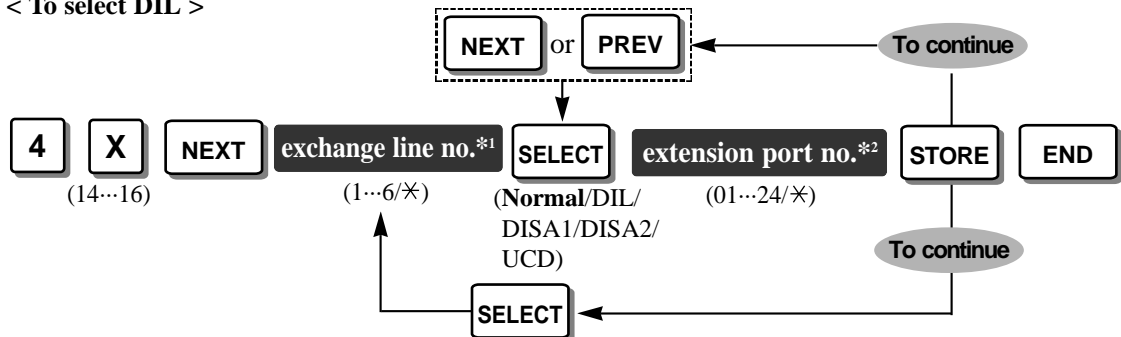 < To select DIL >
NEXT or PREV To continue
4 X NEXT exchange line no.*1 SELECT extension port no.*2 STORE END
(14···16) (1···6/✳) (Normal/DIL/ (01···24/✳)
DISA1/DISA2/
UCD)
To continue
SELECT